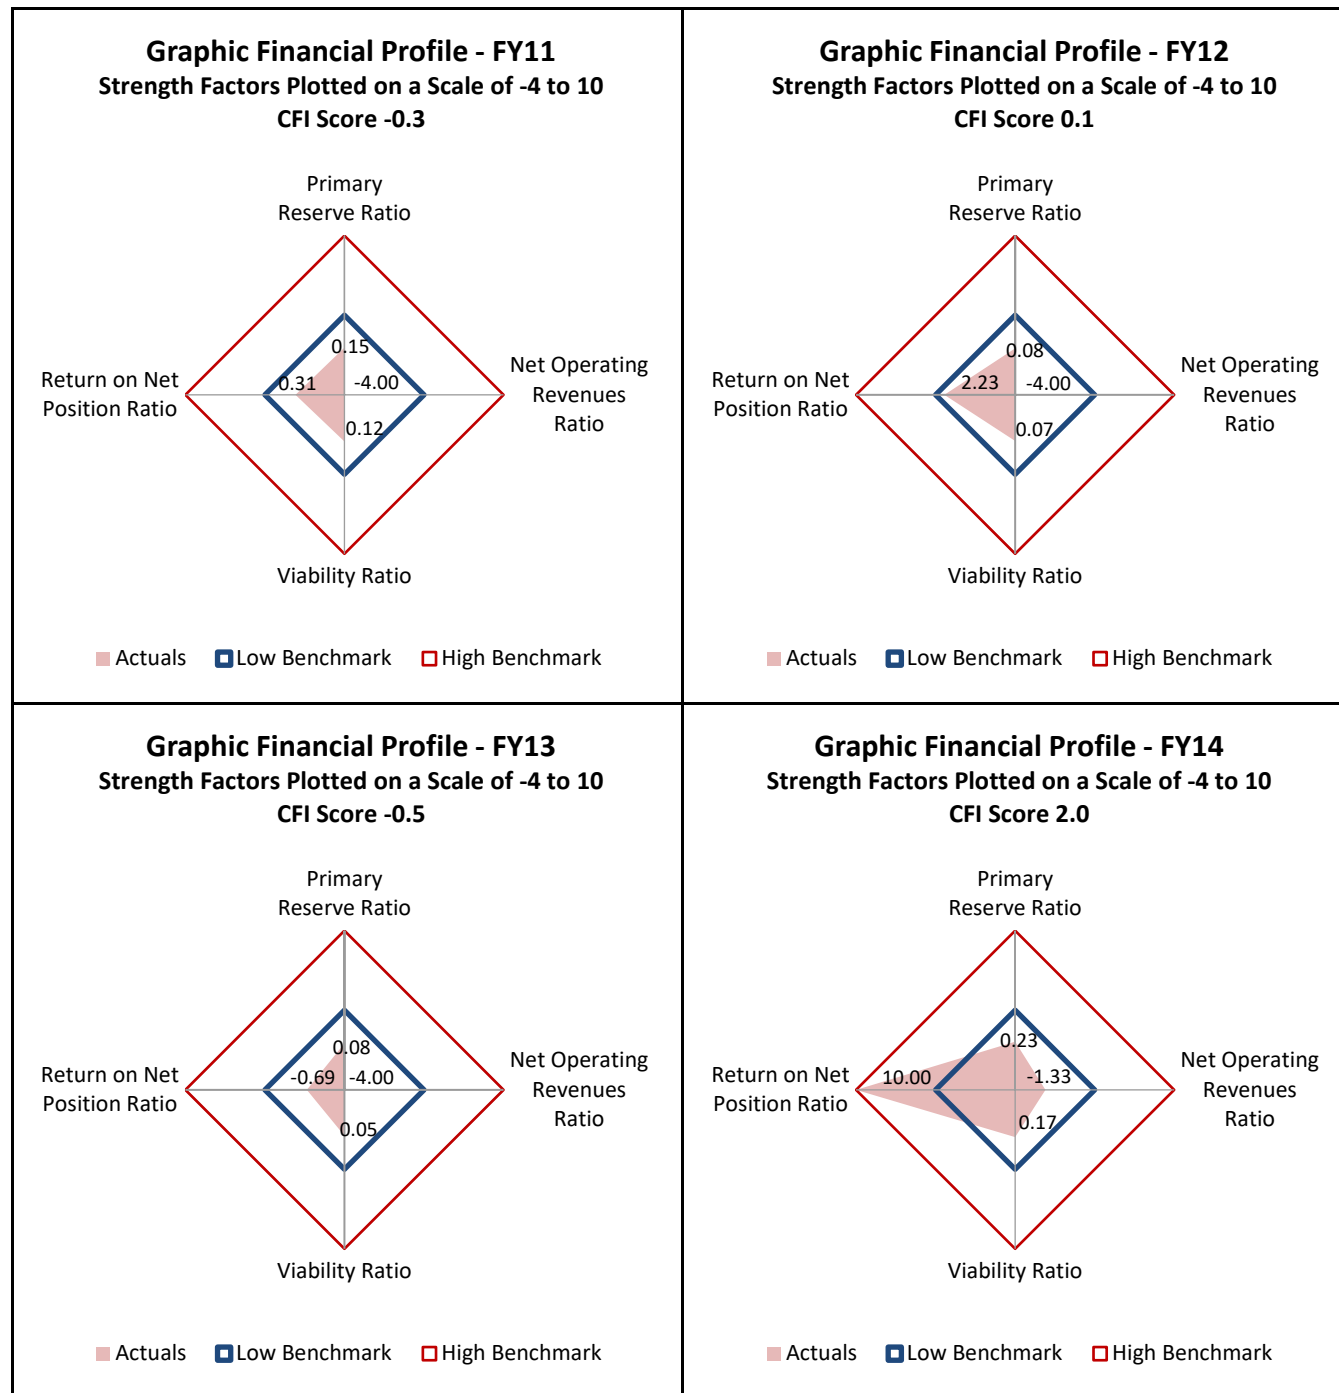 Graphic Financial Profile - FY11
Strength Factors Plotted on a Scale of -4 to 10
CFI Score -0.3
Primary
Reserve Ratio
0.15
Return on Net
Position Ratio
0.31
-4.00
Net Operating
Revenues
Ratio
0.12
Viability Ratio
Actuals
Low Benchmark
High Benchmark
Graphic Financial Profile - FY12
Strength Factors Plotted on a Scale of -4 to 10
CFI Score 0.1
Primary
Reserve Ratio
0.08
Return on Net
Position Ratio
2.23
-4.00
Net Operating
Revenues
Ratio
0.07
Viability Ratio
Actuals
Low Benchmark
High Benchmark
Graphic Financial Profile - FY13
Strength Factors Plotted on a Scale of -4 to 10
CFI Score -0.5
Primary
Reserve Ratio
0.08
Return on Net
Position Ratio
-0.69
-4.00
Net Operating
Revenues
Ratio
0.05
Viability Ratio
Actuals
Low Benchmark
High Benchmark
Graphic Financial Profile - FY14
Strength Factors Plotted on a Scale of -4 to 10
CFI Score 2.0
Primary
Reserve Ratio
0.23
Return on Net
Position Ratio
10.00
-1.33
Net Operating
Revenues
Ratio
0.17
Viability Ratio
Actuals
Low Benchmark
High Benchmark